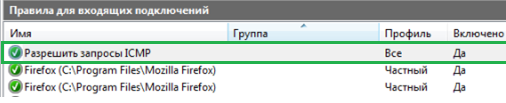 Правила для входящих подключений
Имя Группа Профиль Включено
Разрешить запросы ICMP Все Да
Firefox (C:\Program Files\Mozilla Firefox) Частный Да
Firefox (C:\Program Files\Mozilla Firefox) Частный Да